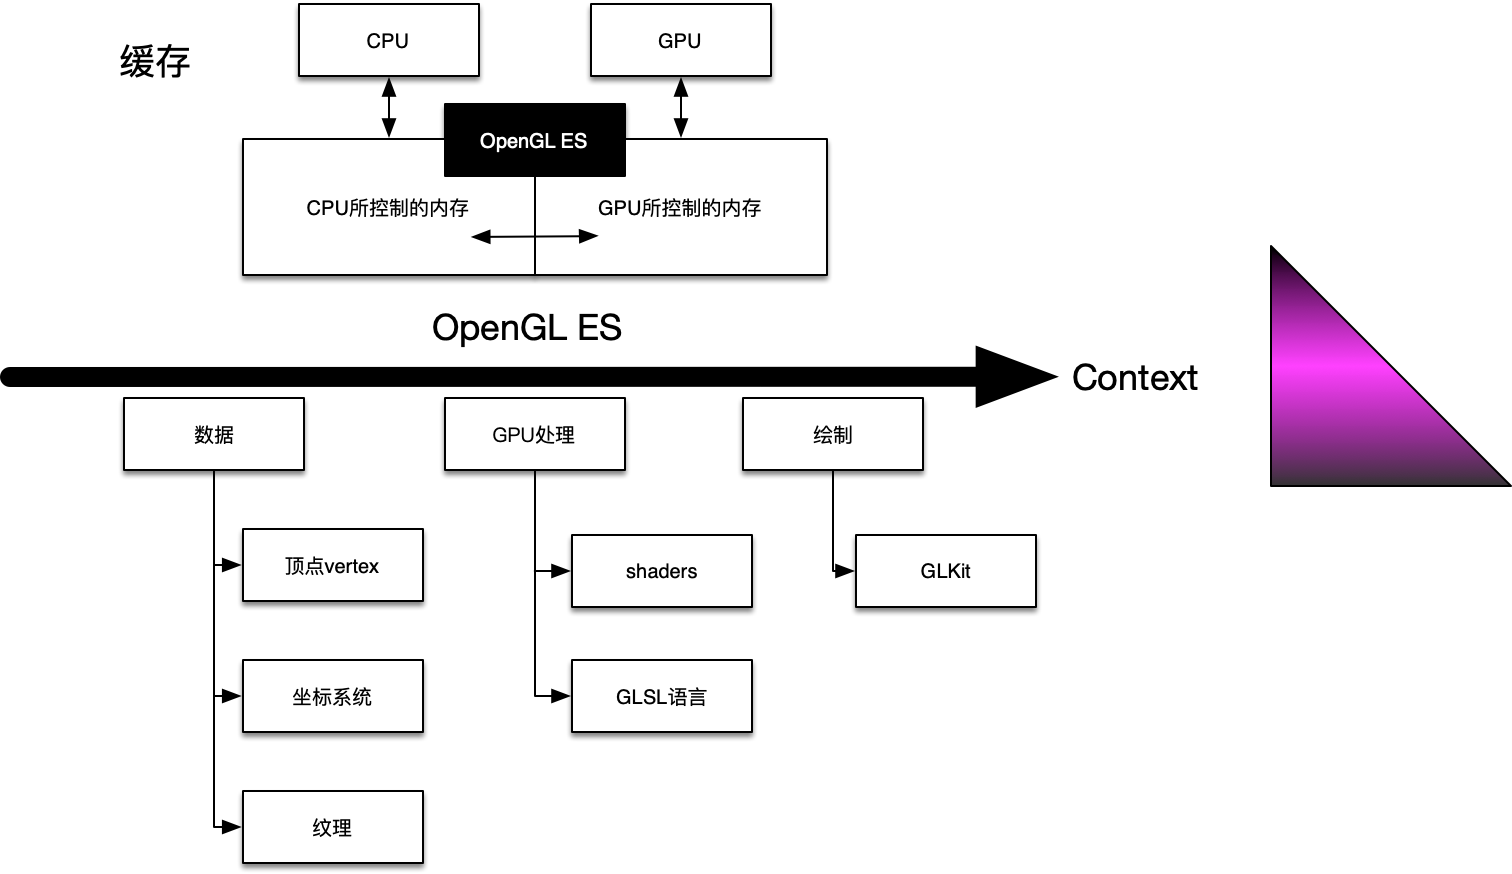 缓存
CPU
GPU
OpenGL ES
CPU所控制的内存
GPU所控制的内存
OpenGL ES
Context
数据
GPU处理
绘制
顶点vertex
shaders
GLKit
坐标系统
GLSL语言
纹理